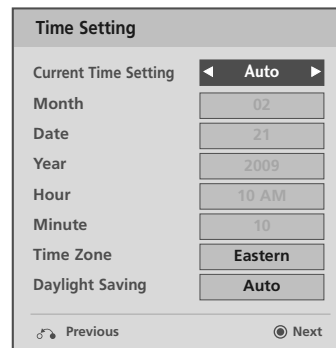 Time Setting
Current Time Setting ◀ Auto ▶
Month 02
Date 21
Year 2009
Hour 10 AM
Minute 10
Time Zone Eastern
Daylight Saving Auto
Previous Next